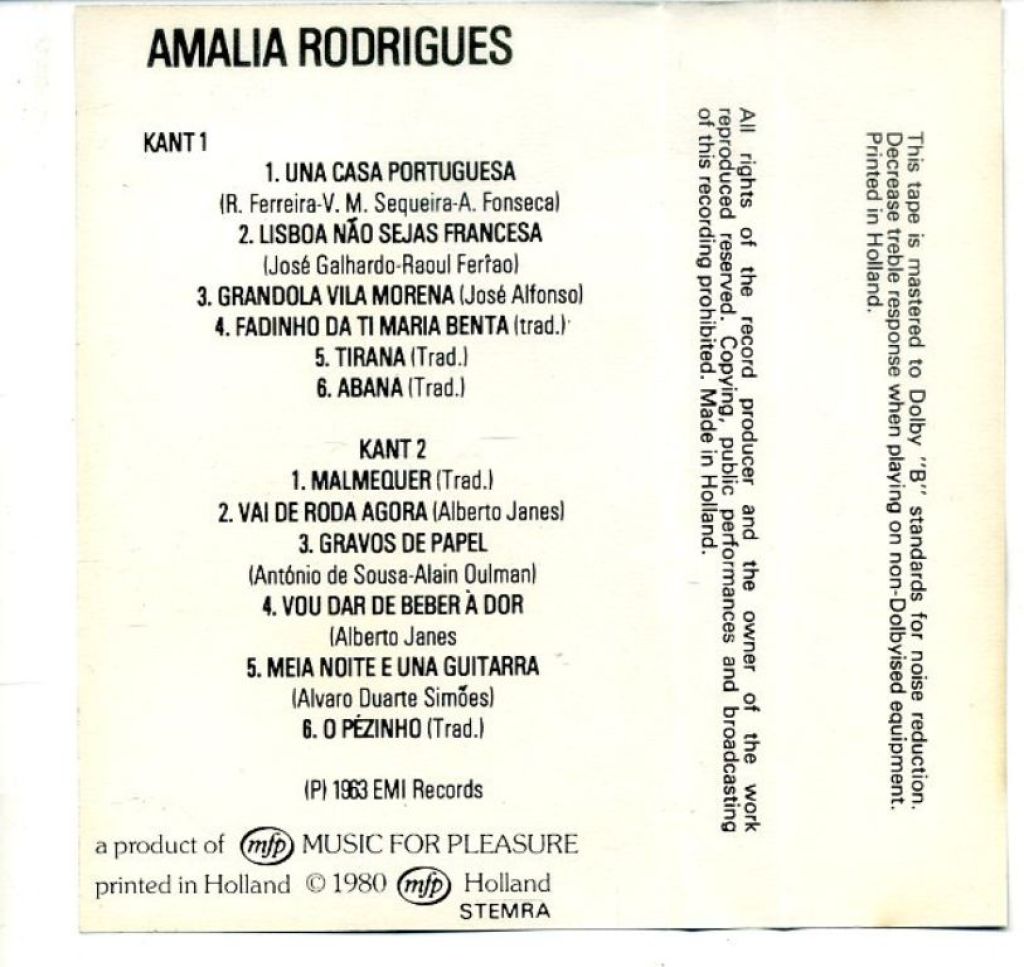 AMALIA RODRIGUES
KANT 1
1. UNA CASA PORTUGUESA
(R. Ferreira-V. M. Sequeira-A. Fonseca)
2. LISBOA NÃO SEJAS FRANCESA
(José Galhardo-Raoul Ferrao)
3. GRANDOLA VILA MORENA (José Alfonso)
4. FADINHO DA TI MARIA BENTA (trad.)
5. TIRANA (Trad.)
6. ABANA (Trad.)
KANT 2
1. MALMEQUER (Trad.)
2. VAI DE RODA AGORA (Alberto Janes)
3. GRAVOS DE PAPEL
(António de Sousa-Alain Oulman)
4. VOU DAR DE BEBER À DOR
(Alberto Janes
5. MEIA NOITE E UNA GUITARRA
(Alvaro Duarte Simões)
6. O PÉZINHO (Trad.)
(P) 1963 EMI Records
a product of mfp MUSIC FOR PLEASURE
printed in Holland © 1980 mfp Holland
STEMRA
All rights of the record producer and the owner of the work
reproduced reserved. Copying, public performances and broadcasting
of this recording prohibited. Made in Holland.
This tape is mastered to Dolby "B" standards for noise reduction.
Decrease treble response when playing on non-Dolbyised equipment.
Printed in Holland.